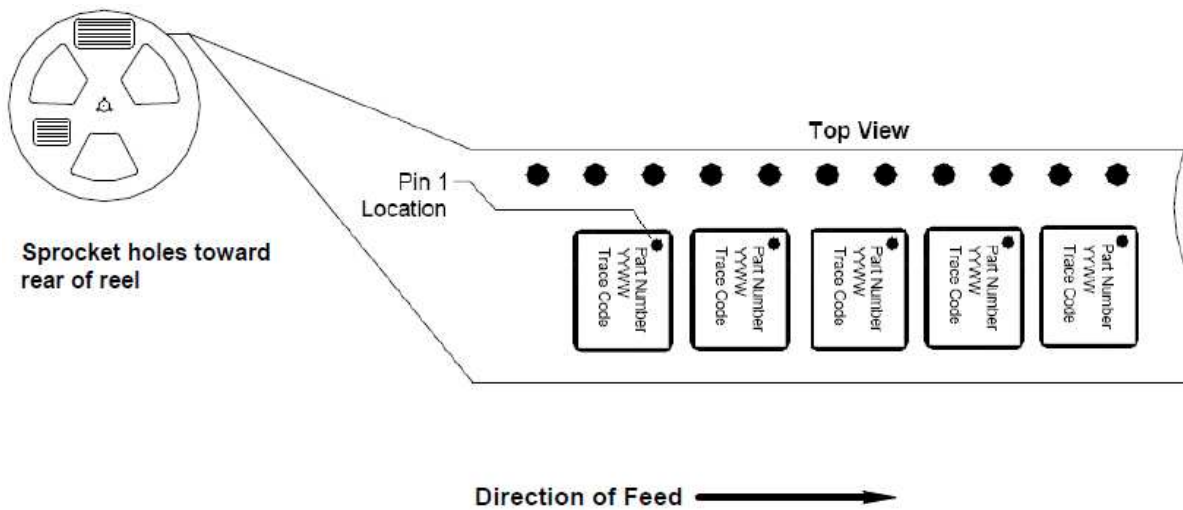 Top View
Pin 1
Location
Sprocket holes toward
rear of reel
Part Number
YYWW
Trace Code
Part Number
YYWW
Trace Code
Part Number
YYWW
Trace Code
Part Number
YYWW
Trace Code
Part Number
YYWW
Trace Code
Direction of Feed